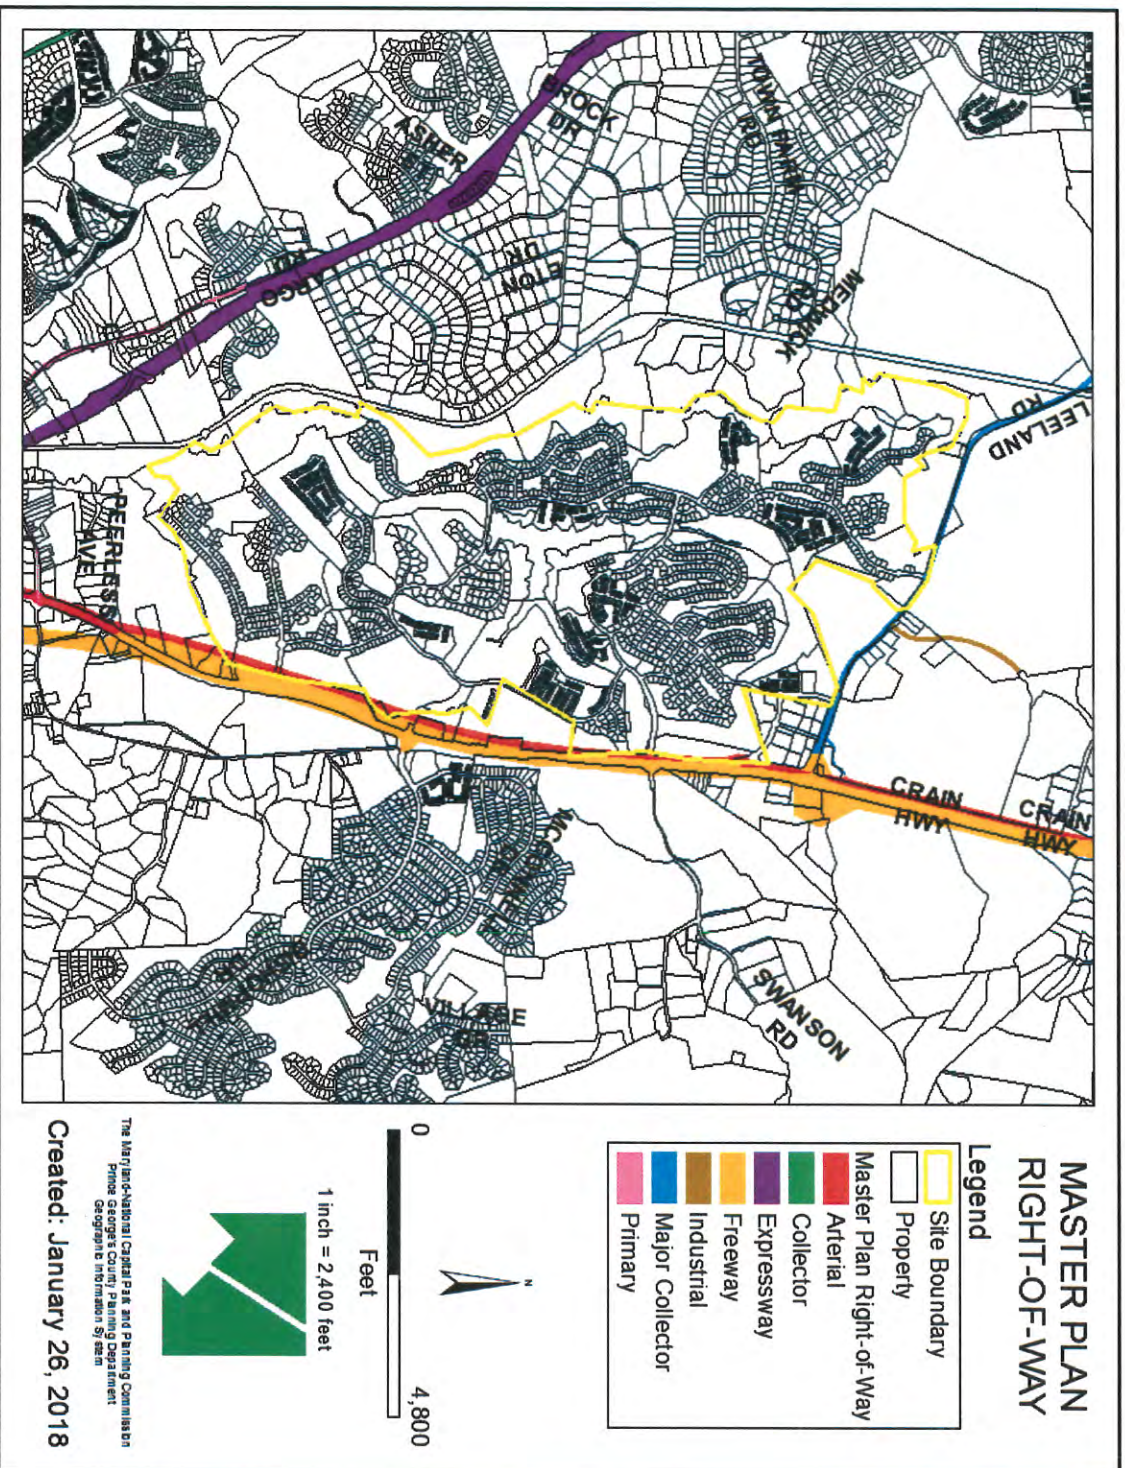 MASTER PLAN
RIGHT-OF-WAY
Legend
Site Boundary
Property
Master Plan Right-of-Way
Arterial
Collector
Expressway
Freeway
Industrial
Major Collector
Primary
N
0
4,800
Feet
1 inch = 2,400 feet
The Maryland-National Capital Park and Planning Commission
Prince George's County Planning Department
Geographic Information System
Created: January 26, 2018
BROCK
DR
TOWN FARM
RD
ASHER
ST
ETON
DR
LARGO
RD
MEDWICK
RD
LEELAND
RD
PEERLESS
AVE
CRAIN
HWY
CRAIN
HWY
SWANSON
RD
VILLAGE
DR